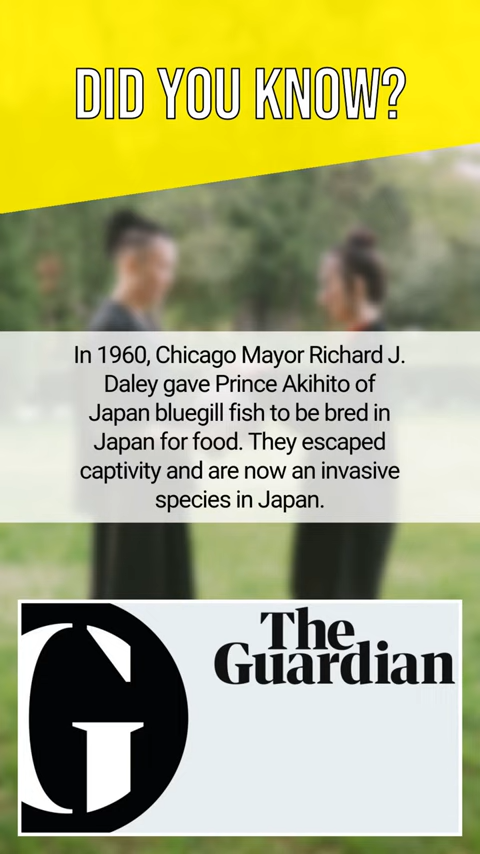 DID YOU KNOW?
In 1960, Chicago Mayor Richard J.
Daley gave Prince Akihito of
Japan bluegill fish to be bred in
Japan for food. They escaped
captivity and are now an invasive
species in Japan.
G
The
Guardian